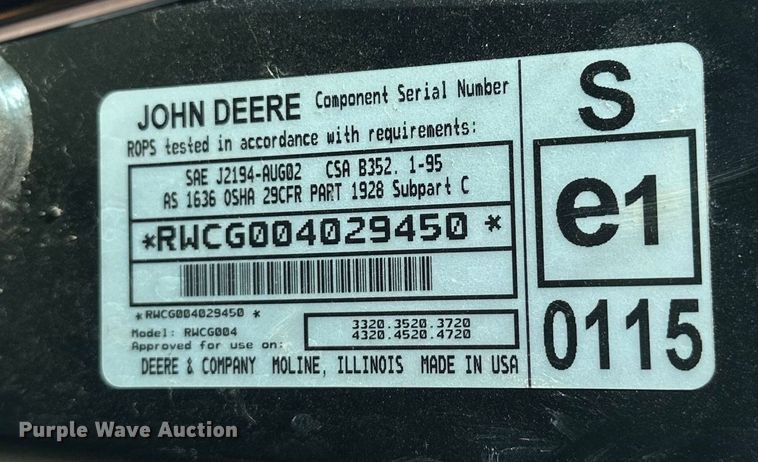 JOHN DEERE Component Serial Number
ROPS tested in accordance with requirements:
SAE J2194-AUG02 CSA B352. 1-95
AS 1636 OSHA 29CFR PART 1928 Subpart C
*RWCG004029450 *
*RWCG004029450 *
Model: RWCG004
Approved for use on:
3320.3520.3720
4320.4520.4720
DEERE & COMPANY MOLINE, ILLINOIS MADE IN USA
S
e1
0115
Purple Wave Auction